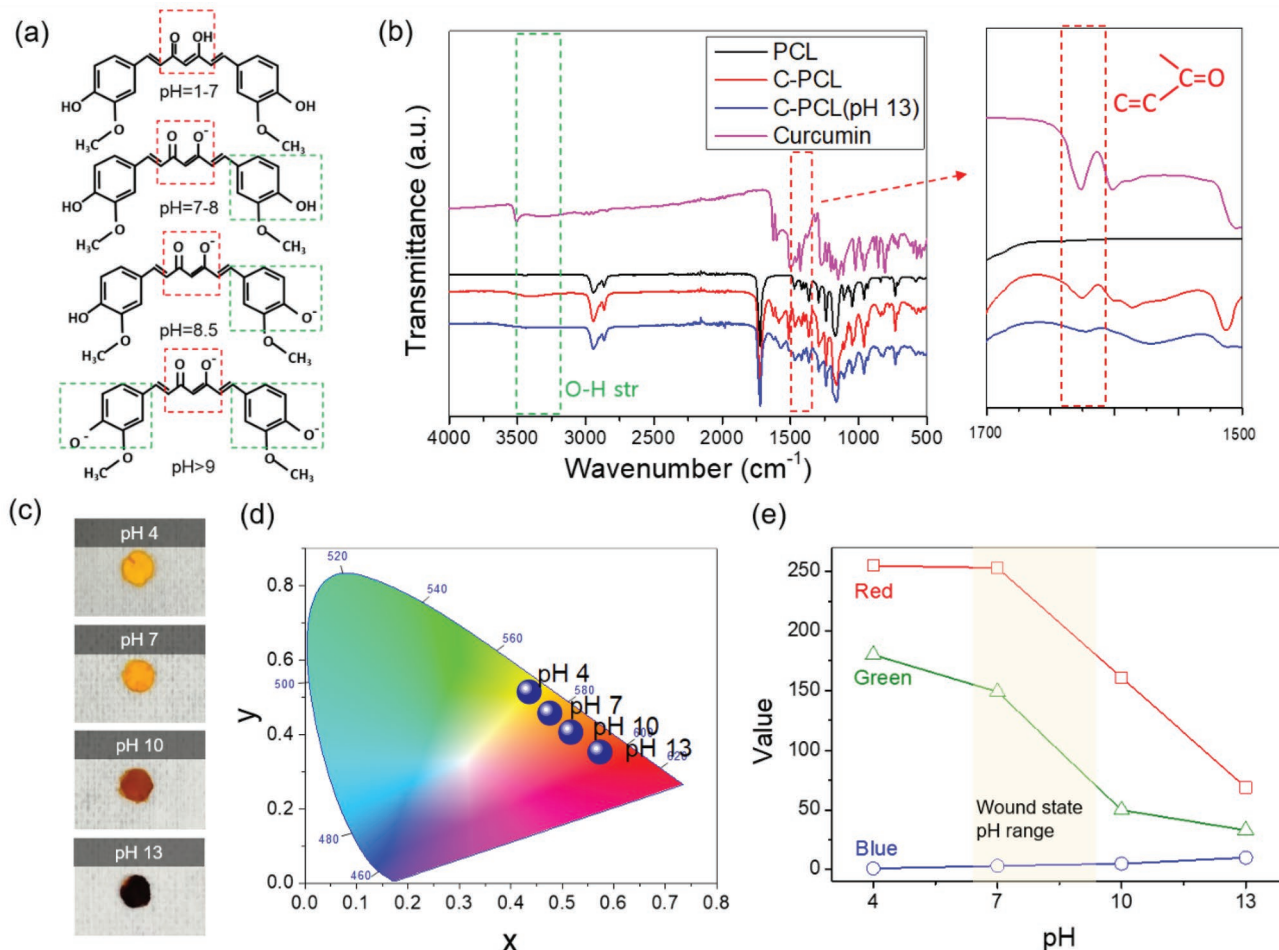 (a)
O OH
HO OH
pH=1-7
O O
H₃C CH₃
O O⁻
HO OH
pH=7-8
O O
H₃C CH₃
O O⁻
HO O⁻
pH=8.5
O O
H₃C CH₃
O O⁻
O⁻ O⁻
pH>9
O O
H₃C CH₃
(b)
PCL
C-PCL
C-PCL(pH 13)
Curcumin
O-H str
Transmittance (a.u.)
4000 3500 3000 2500 2000 1500 1000 500
Wavenumber (cm⁻¹)
C=C C=O
1700 1500
(c)
pH 4
pH 7
pH 10
pH 13
(d)
0.8
0.6
0.4
0.2
0.0
y
0.0 0.1 0.2 0.3 0.4 0.5 0.6 0.7 0.8
x
520
540
560
500
580
600
620
480
460
pH 4
pH 7
pH 10
pH 13
(e)
250
200
150
100
50
0
Value
Red
Green
Blue
Wound state
pH range
4 7 10 13
pH